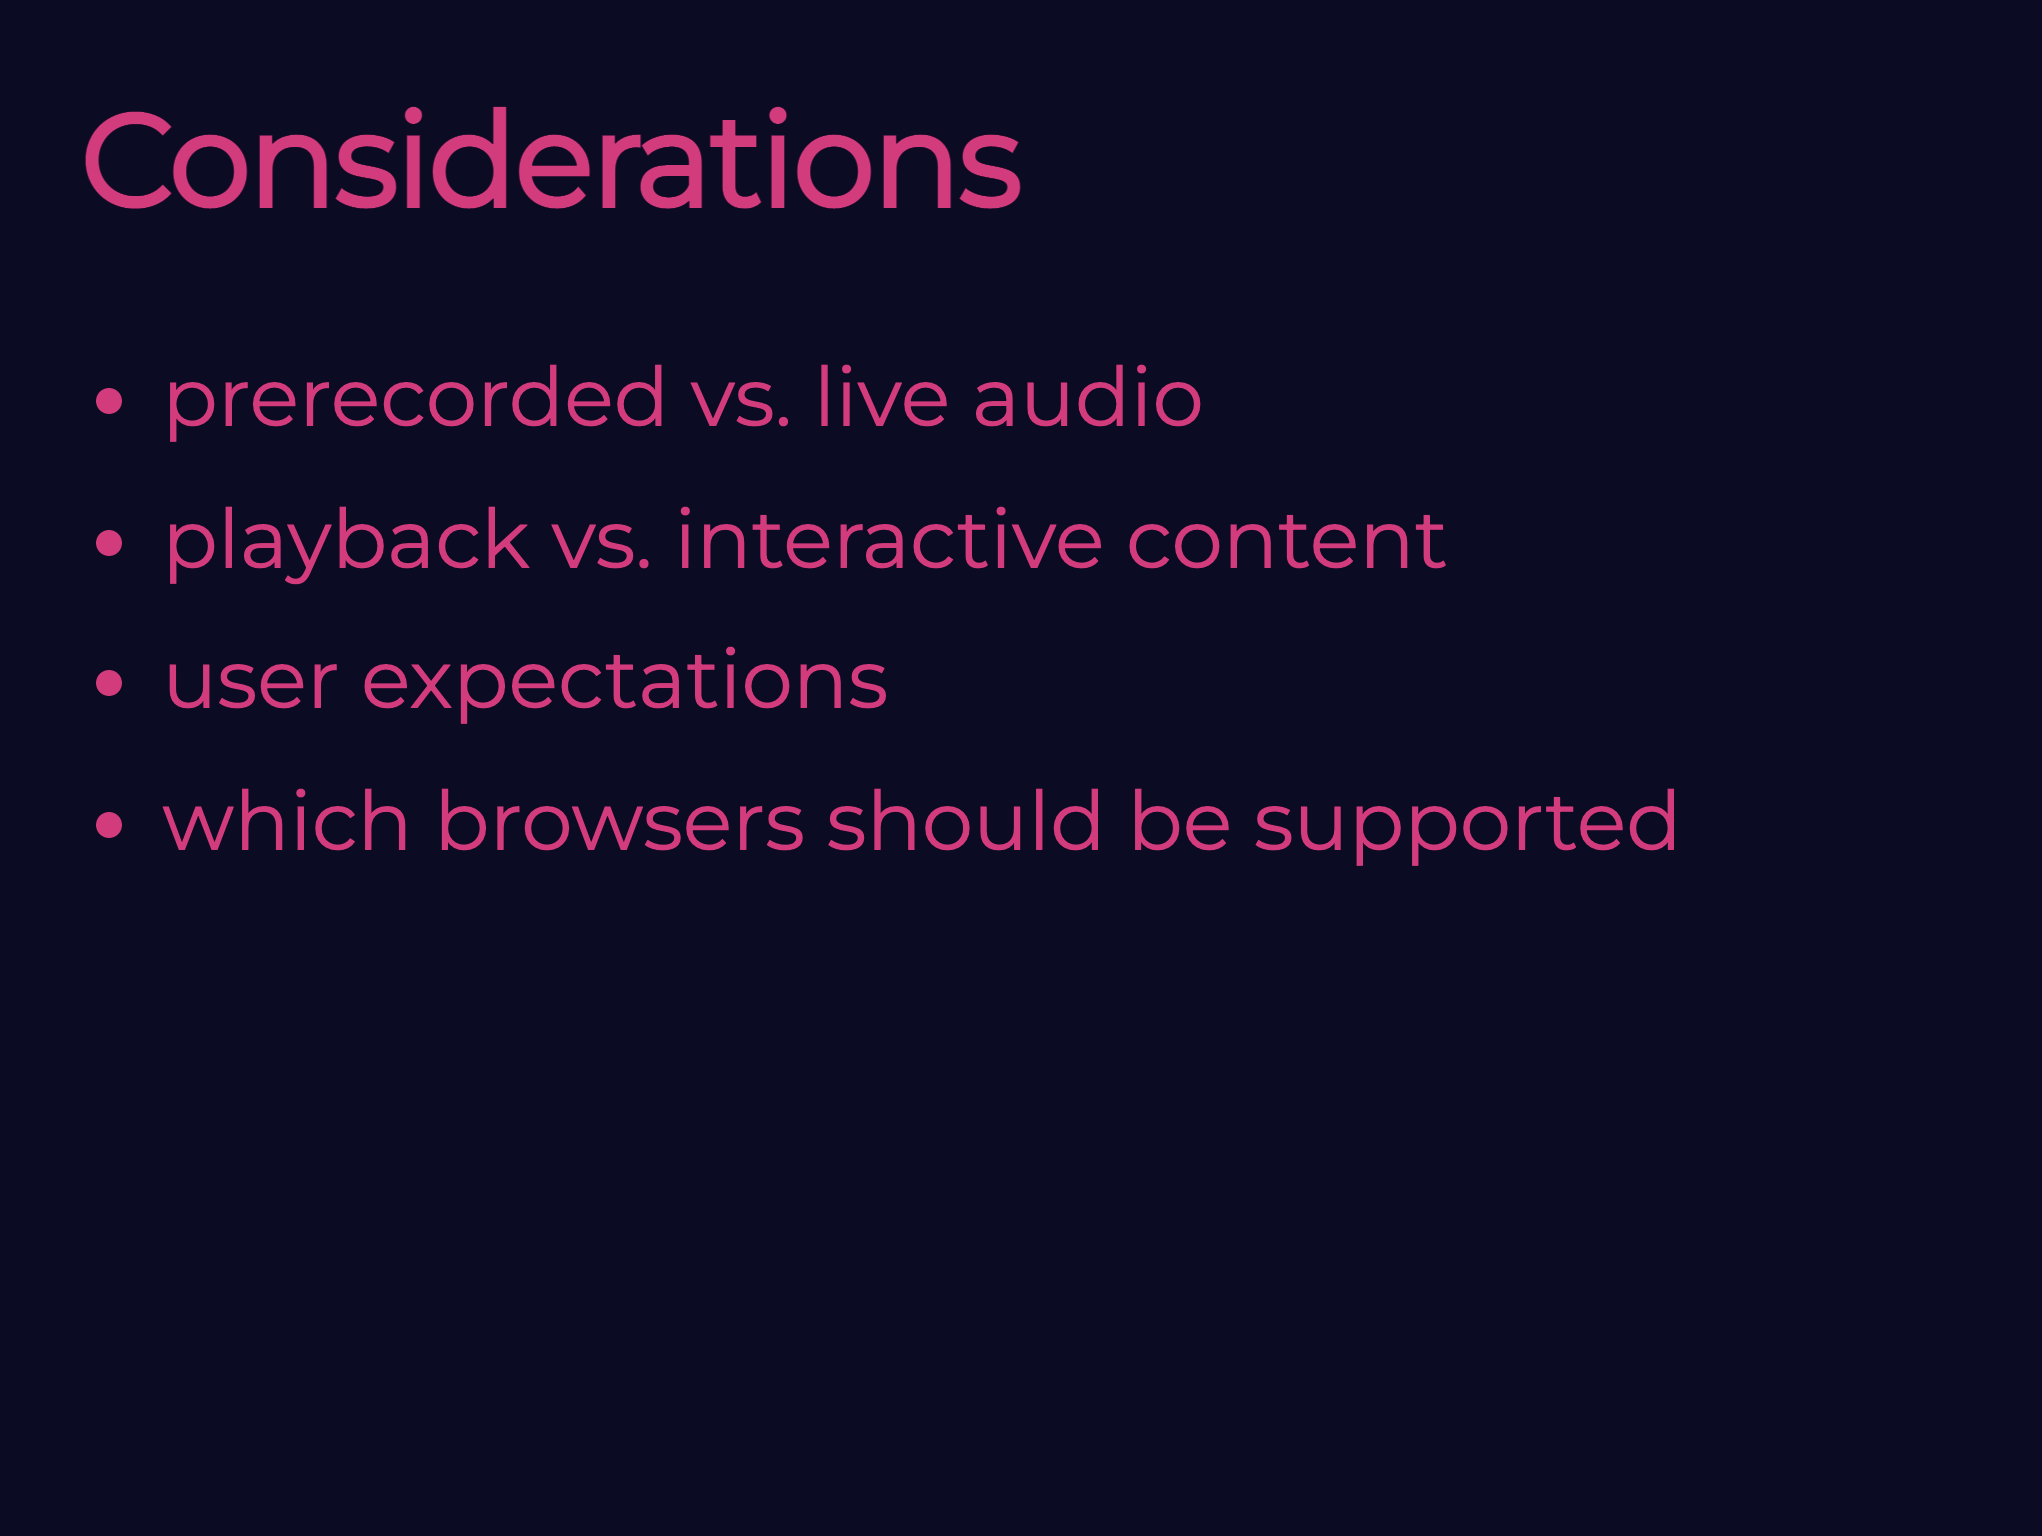 Considerations
• prerecorded vs. live audio
• playback vs. interactive content
• user expectations
• which browsers should be supported